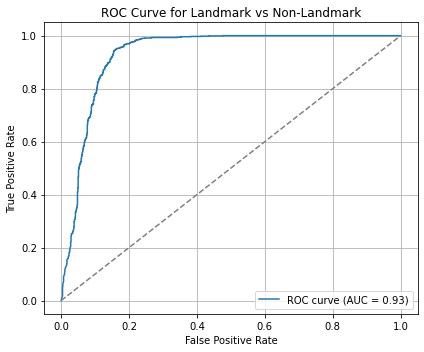 ROC Curve for Landmark vs Non-Landmark
1.0
0.8
0.6
0.4
0.2
0.0
True Positive Rate
ROC curve (AUC = 0.93)
0.0 0.2 0.4 0.6 0.8 1.0
False Positive Rate